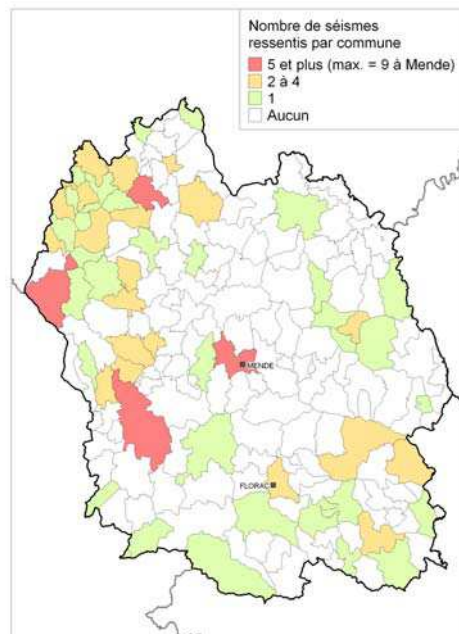 Nombre de séismes
ressentis par commune
5 et plus (max. = 9 à Mende)
2 à 4
1
Aucun
MENDE
FLORAC